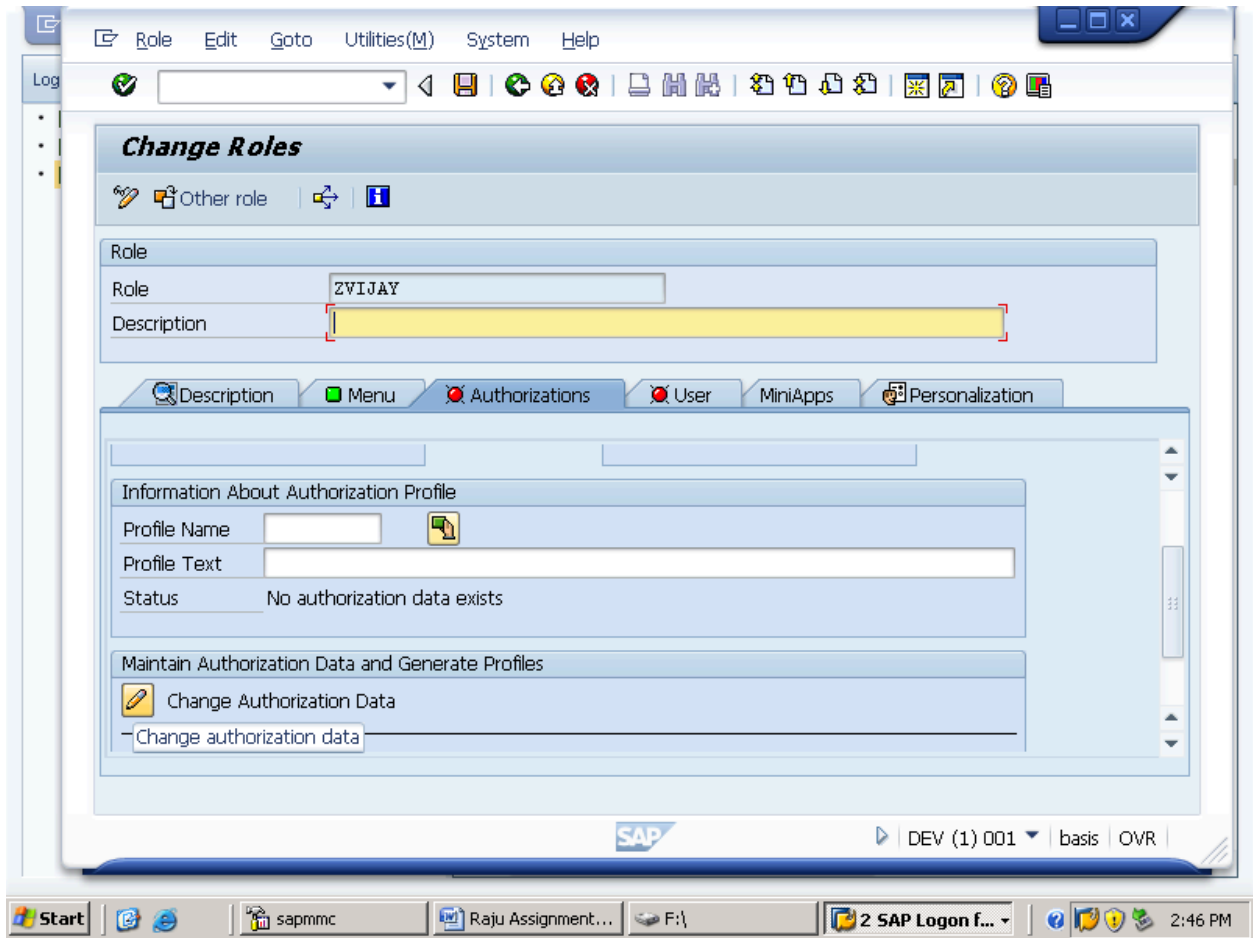 Role Edit Goto Utilities(M) System Help
Log
Change Roles
Other role
Role
Role ZVIJAY
Description
Description Menu Authorizations User MiniApps Personalization
Information About Authorization Profile
Profile Name
Profile Text
Status No authorization data exists
Maintain Authorization Data and Generate Profiles
Change Authorization Data
Change authorization data
SAP DEV (1) 001 basis OVR
Start sapmmc Raju Assignment... F:\ 2 SAP Logon f... 2:46 PM